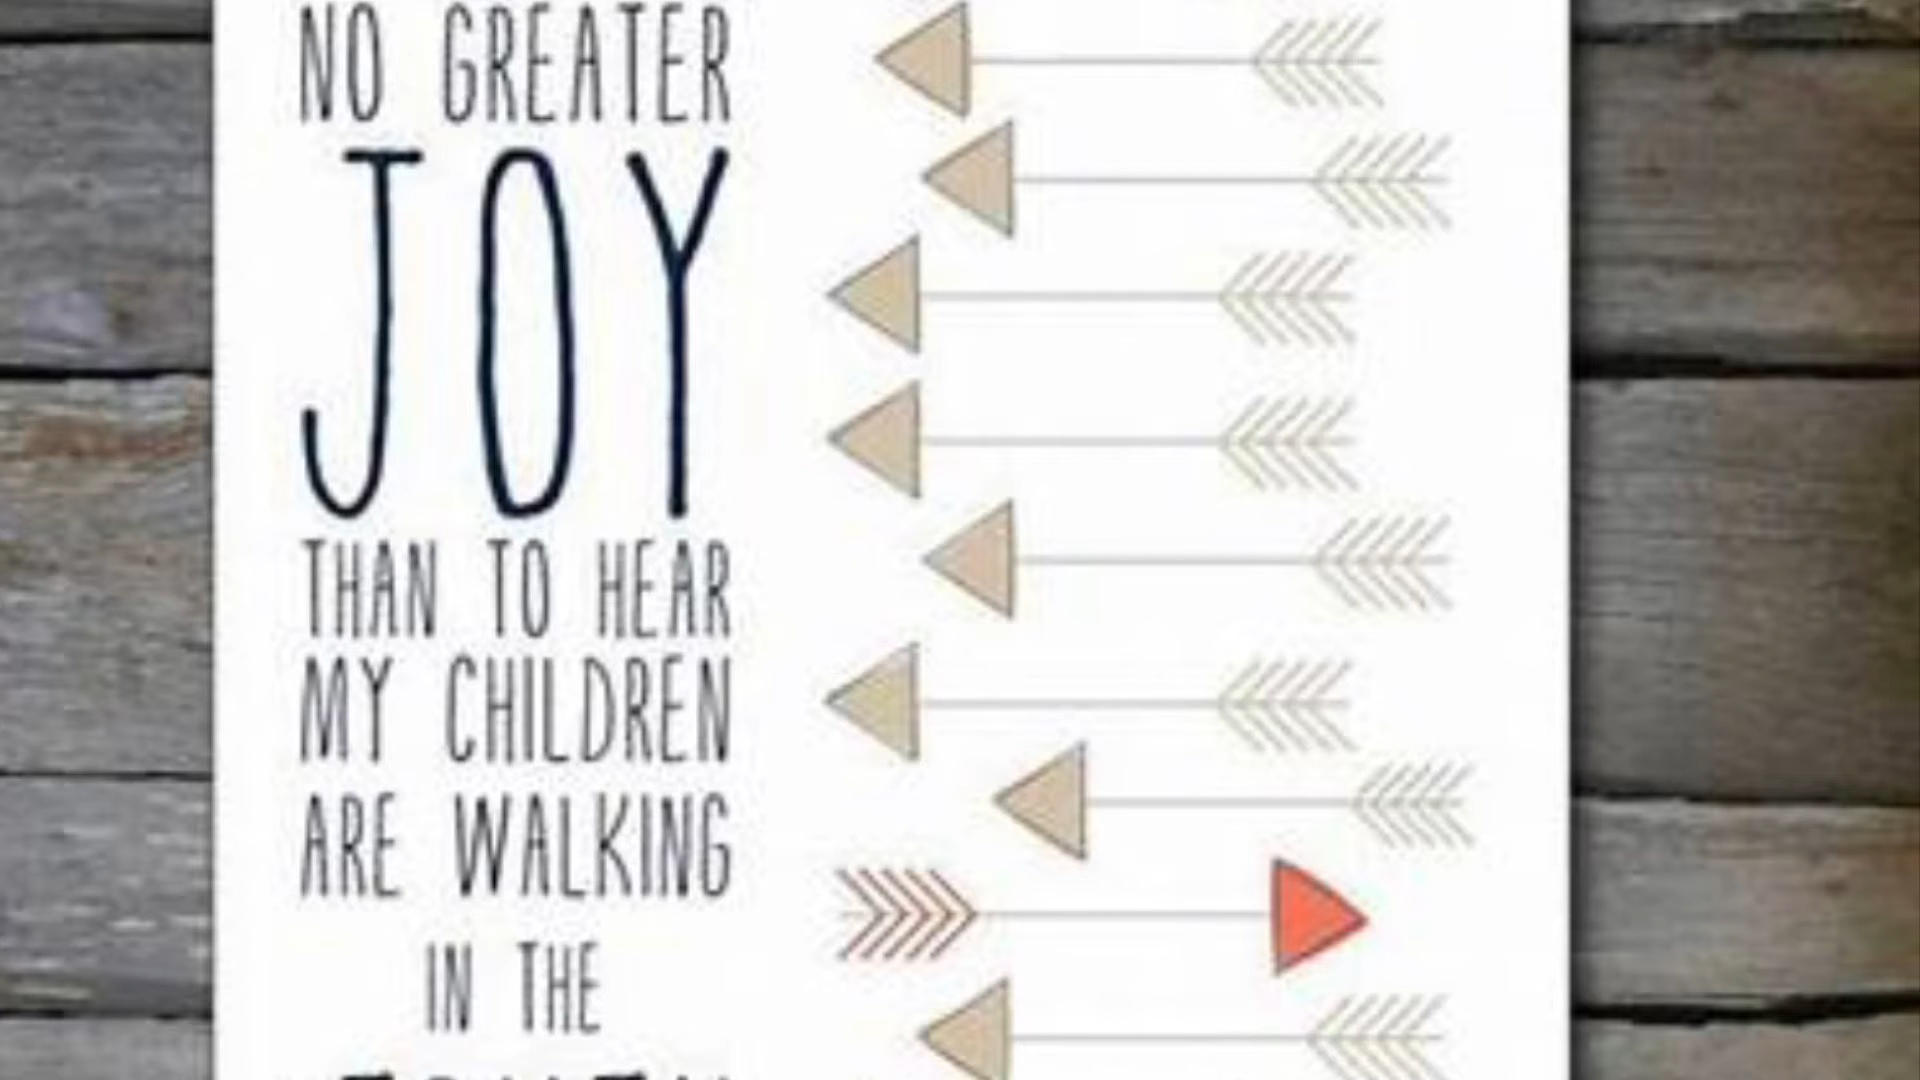 NO GREATER
JOY
THAN TO HEAR
MY CHILDREN
ARE WALKING
IN THE